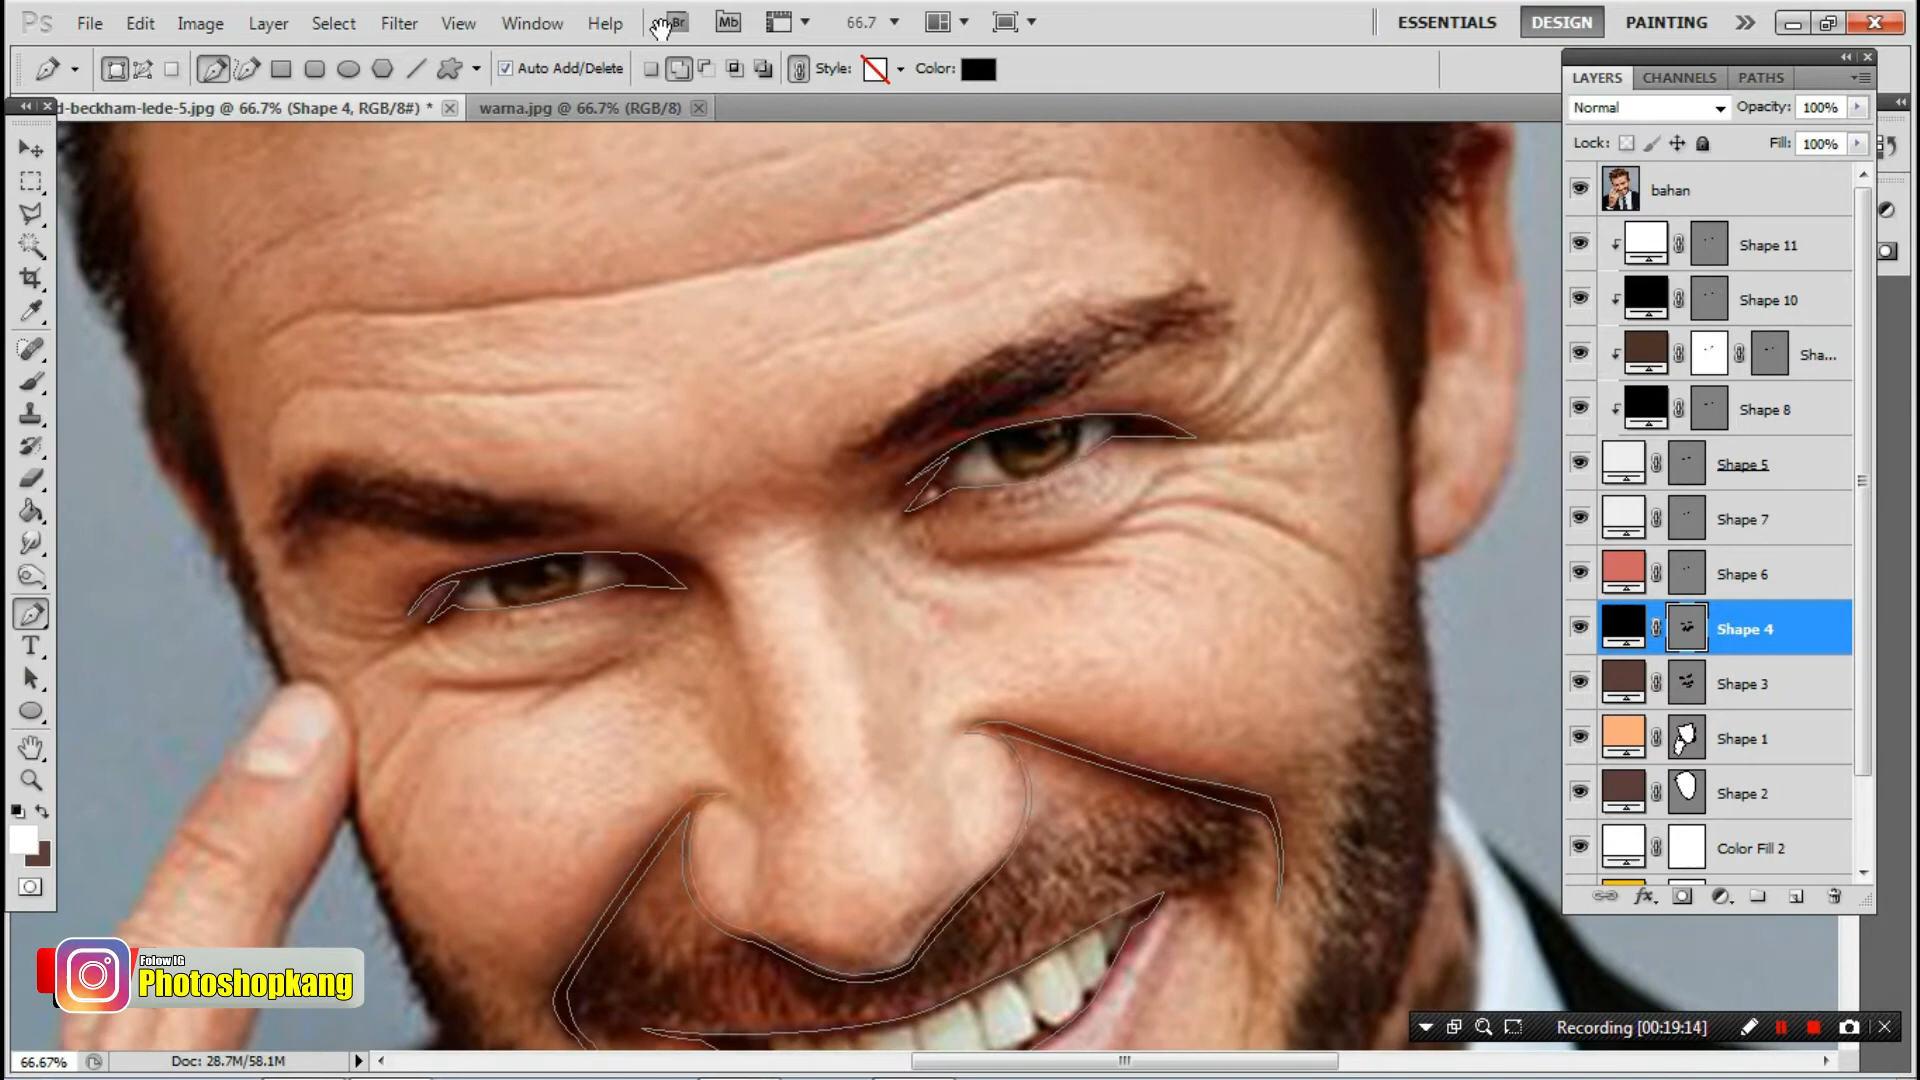 Ps File Edit Image Layer Select Filter View Window Help Br Mb 66.7 ESSENTIALS DESIGN PAINTING
Auto Add/Delete Style: Color:
d-beckham-lede-5.jpg @ 66.7% (Shape 4, RGB/8#) * warna.jpg @ 66.7% (RGB/8)
LAYERS CHANNELS PATHS
Normal Opacity: 100%
Lock: Fill: 100%
bahan
Shape 11
Shape 10
Sha...
Shape 8
Shape 5
Shape 7
Shape 6
Shape 4
Shape 3
Shape 1
Shape 2
Color Fill 2
fx
T
Folow IG
Photoshopkang
Recording [00:19:14]
66.67% Doc: 28.7M/58.1M